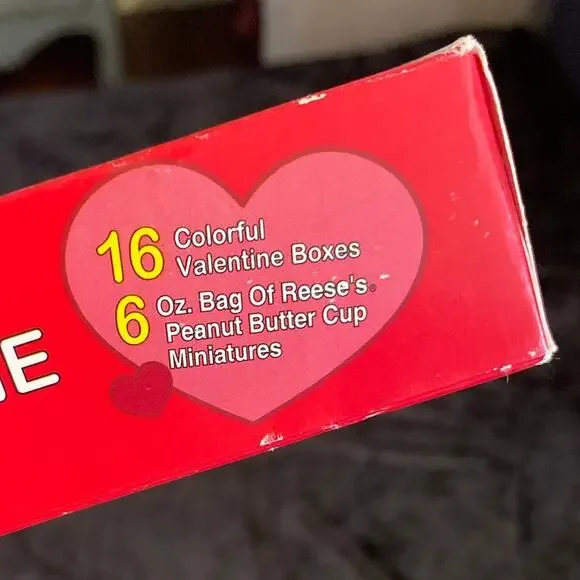 16 Colorful
Valentine Boxes
6 Oz. Bag Of Reese's®
Peanut Butter Cup
Miniatures